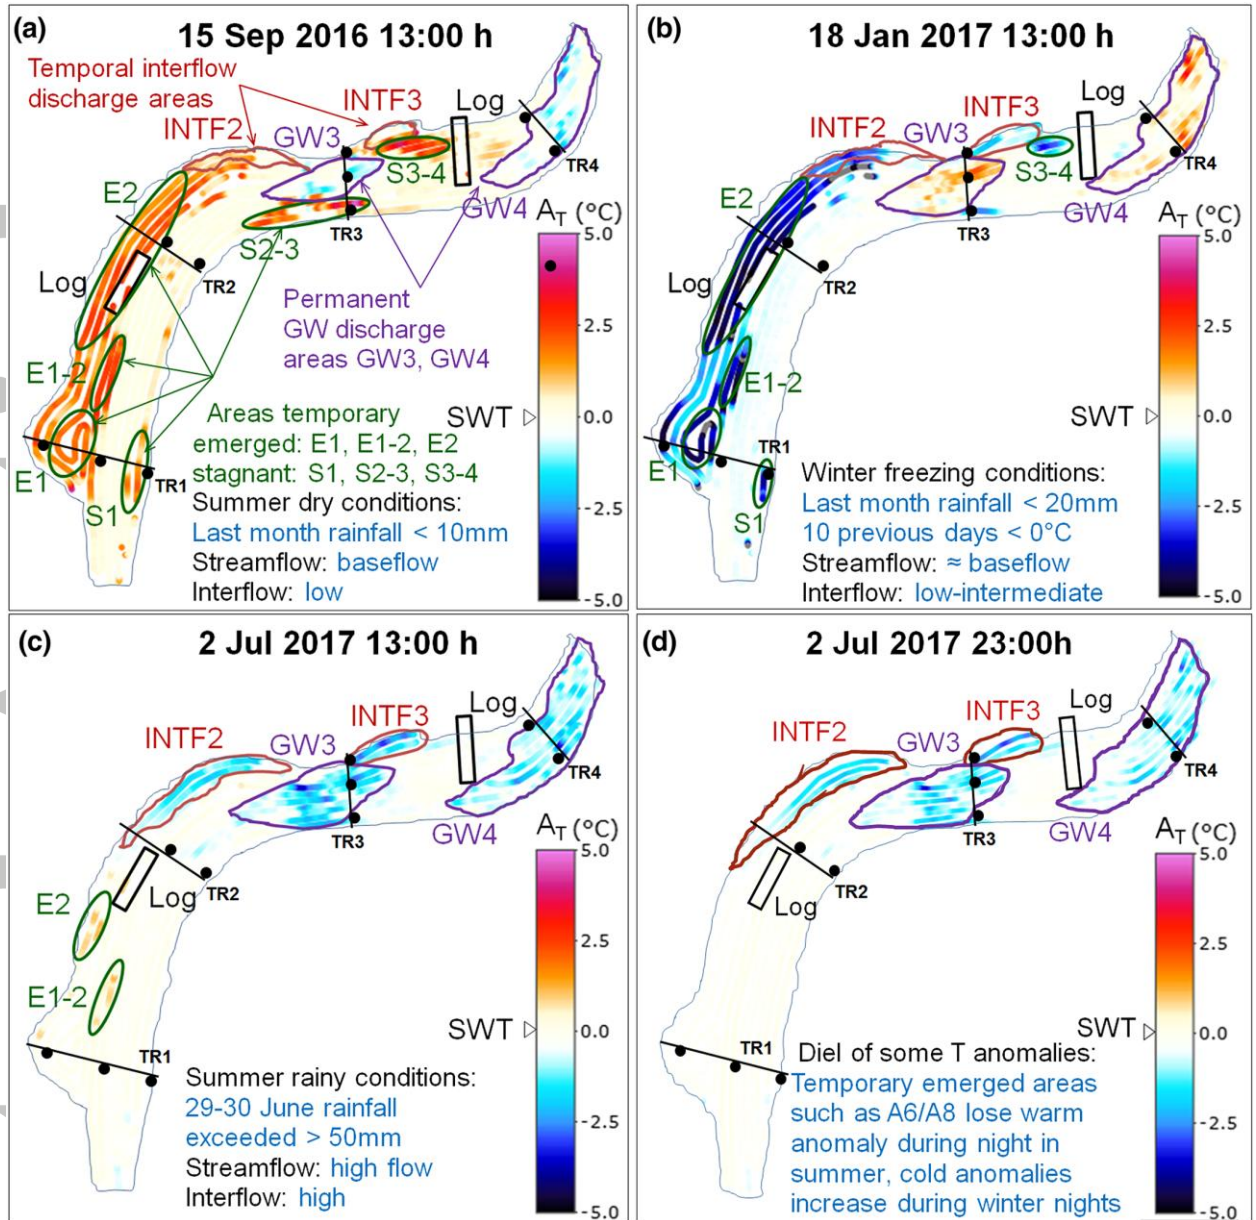 (a)
15 Sep 2016 13:00 h
Temporal interflow
discharge areas
INTF2
INTF3
GW3
Log
TR4
S3-4
E2
GW4
TR3
S2-3
TR2
Log
Permanent
GW discharge
areas GW3, GW4
E1-2
Areas temporary
emerged: E1, E1-2, E2
stagnant: S1, S2-3, S3-4
TR1
E1
S1
Summer dry conditions:
Last month rainfall < 10mm
Streamflow: baseflow
Interflow: low
AT (°C)
5.0
2.5
SWT
0.0
-2.5
-5.0
(b)
18 Jan 2017 13:00 h
INTF2
GW3
INTF3
Log
TR4
S3-4
E2
GW4
TR3
TR2
Log
E1-2
TR1
E1
S1
Winter freezing conditions:
Last month rainfall < 20mm
10 previous days < 0°C
Streamflow: ≈ baseflow
Interflow: low-intermediate
AT (°C)
5.0
2.5
SWT
0.0
-2.5
-5.0
(c)
2 Jul 2017 13:00 h
INTF2
GW3
INTF3
Log
TR4
GW4
TR3
TR2
Log
E2
E1-2
TR1
Summer rainy conditions:
29-30 June rainfall
exceeded > 50mm
Streamflow: high flow
Interflow: high
AT (°C)
5.0
2.5
SWT
0.0
-2.5
-5.0
(d)
2 Jul 2017 23:00h
INTF2
GW3
INTF3
Log
TR4
GW4
TR3
TR2
Log
TR1
Diel of some T anomalies:
Temporary emerged areas
such as A6/A8 lose warm
anomaly during night in
summer, cold anomalies
increase during winter nights
AT (°C)
5.0
2.5
SWT
0.0
-2.5
-5.0